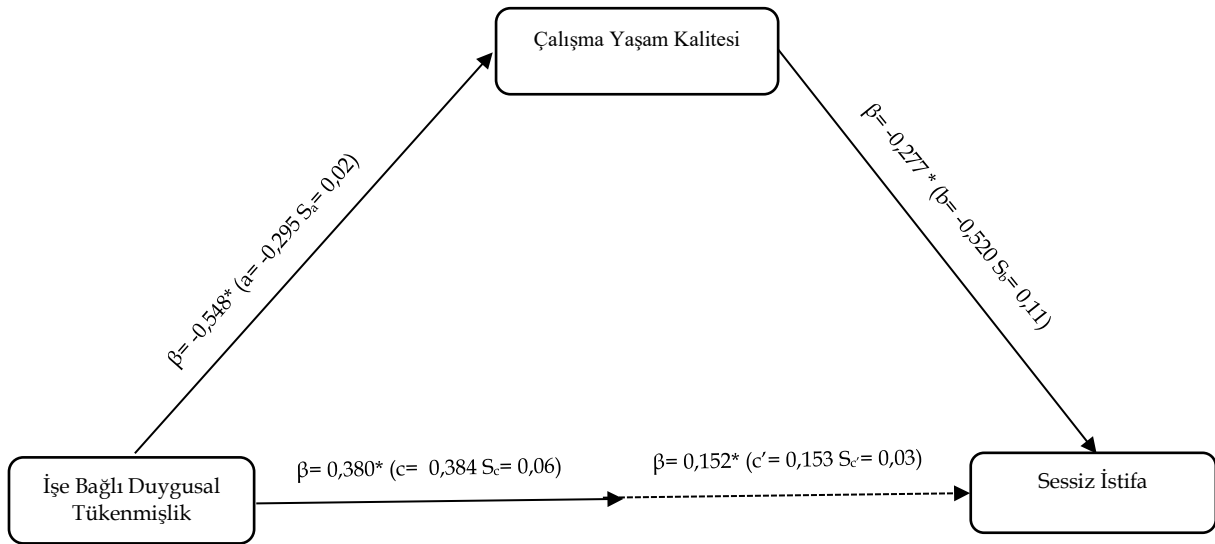 Çalışma Yaşam Kalitesi
β= -0,548* (a= -0,295 Sa= 0,02)
β= -0,277 * (b= -0,520 Sb= 0,11)
İşe Bağlı Duygusal
Tükenmişlik
β= 0,380* (c= 0,384 Sc= 0,06)
β= 0,152* (c’= 0,153 Sc’= 0,03)
Sessiz İstifa